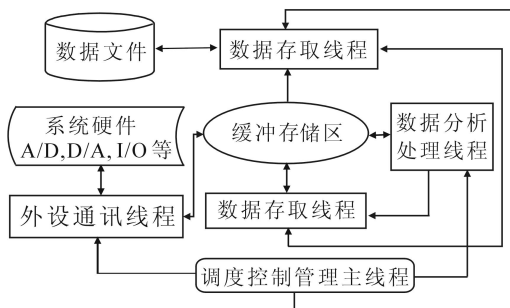 数据文件
数据存取线程
系统硬件
A/D,D/A,I/O等
缓冲存储区
数据分析
处理线程
外设通讯线程
数据存取线程
调度控制管理主线程